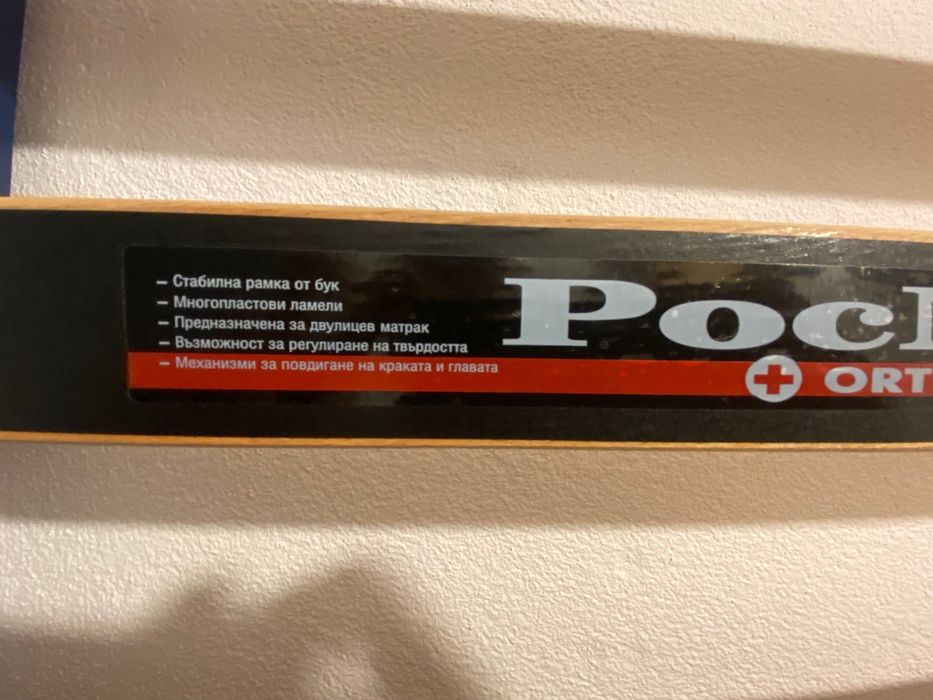 – Стабилна рамка от бук
– Многопластови ламели
– Предназначена за двулицев матрак
– Възможност за регулиране на твърдостта
– Механизми за повдигане на краката и главата
Poc
ORT